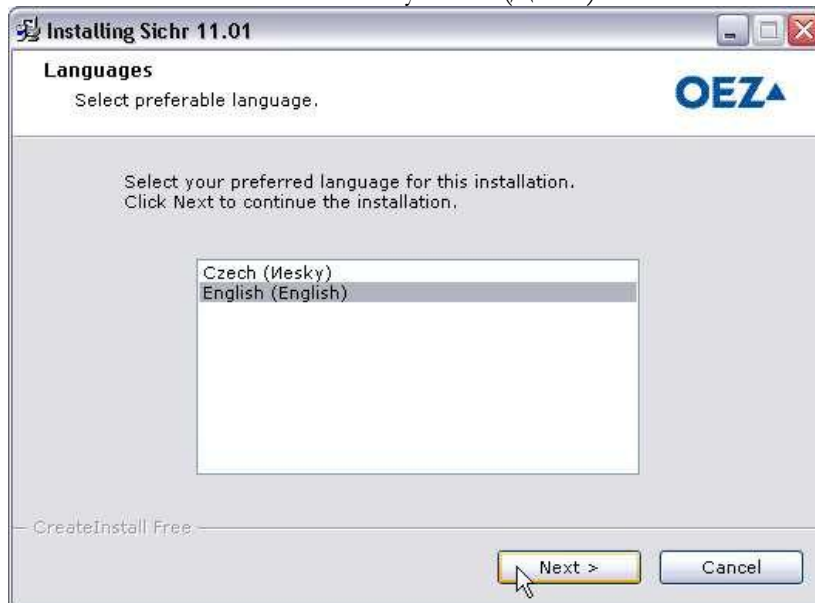 Installing Sichr 11.01
Languages
Select preferable language.
OEZ
Select your preferred language for this installation.
Click Next to continue the installation.
Czech (Иesky)
English (English)
CreateInstall Free
Next >
Cancel